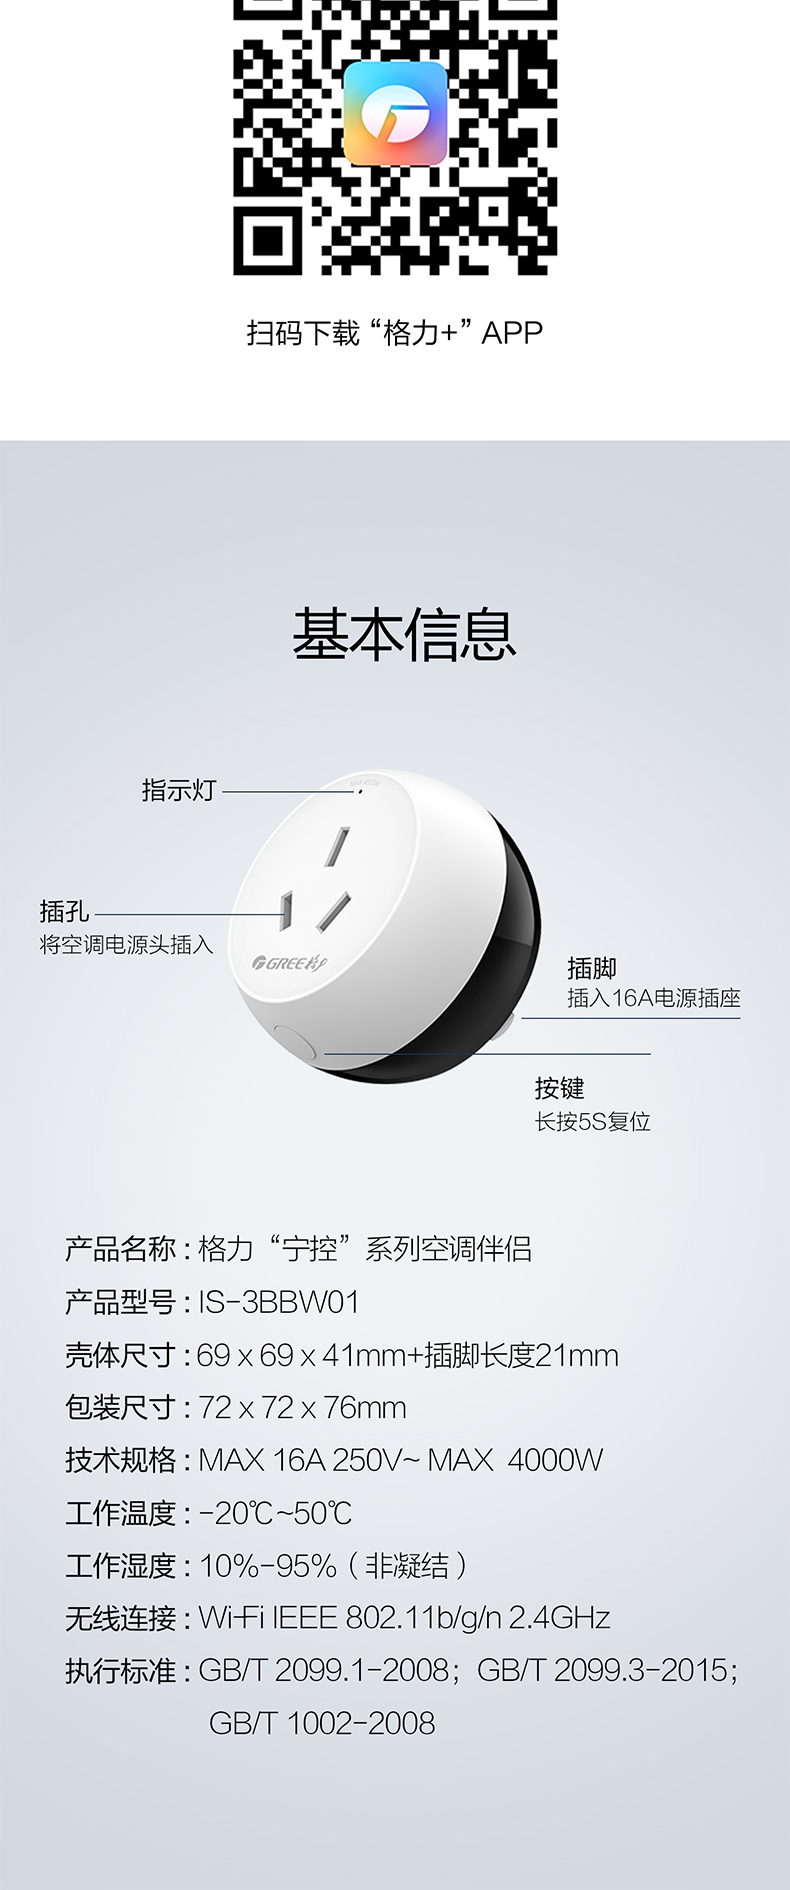 扫码下载“格力+”APP
基本信息
指示灯
插孔
将空调电源头插入
GREE格力
插脚
插入16A电源插座
按键
长按5S复位
产品名称：格力“宁控”系列空调伴侣
产品型号：IS-3BBW01
壳体尺寸：69 x 69 x 41mm+插脚长度21mm
包装尺寸：72 x 72 x 76mm
技术规格：MAX 16A 250V~ MAX 4000W
工作温度：-20℃~50℃
工作湿度：10%-95%（非凝结）
无线连接：Wi-Fi IEEE 802.11b/g/n 2.4GHz
执行标准：GB/T 2099.1-2008；GB/T 2099.3-2015；
GB/T 1002-2008